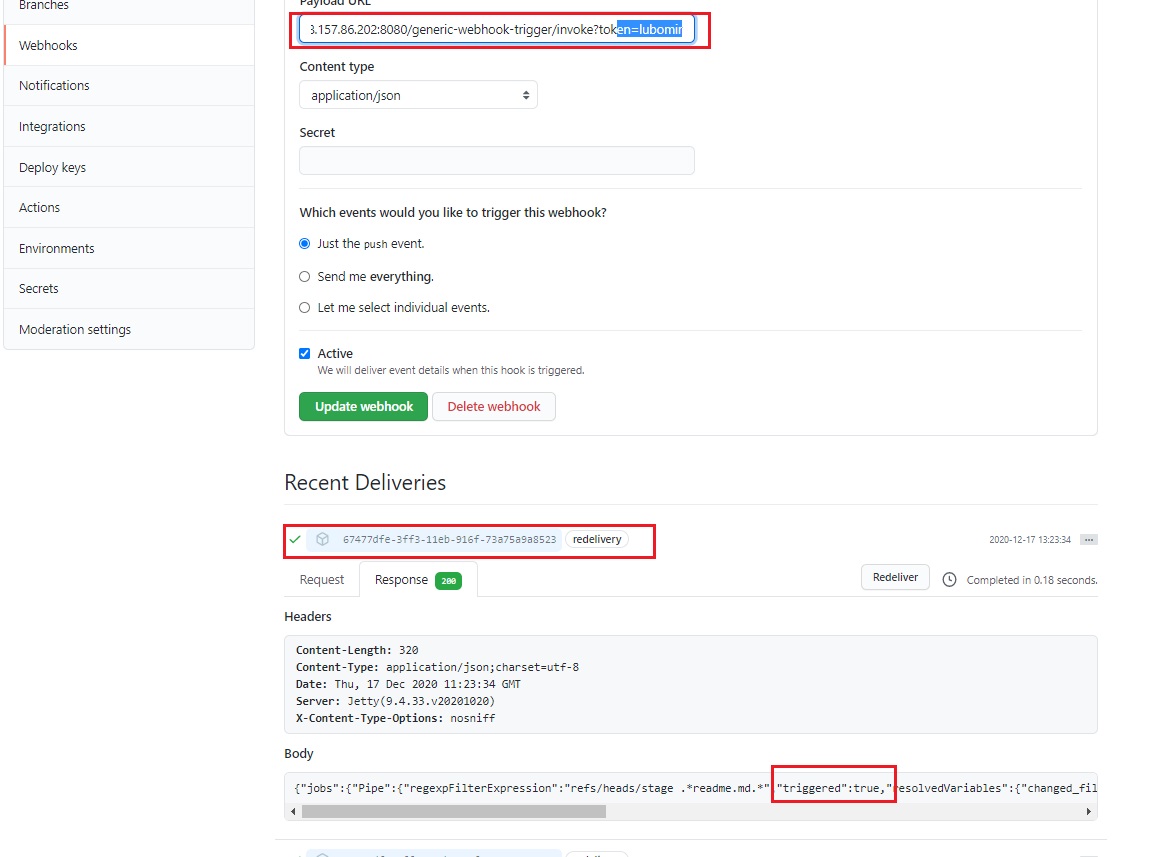 Branches
Webhooks
Notifications
Integrations
Deploy keys
Actions
Environments
Secrets
Moderation settings
Payload URL
3.157.86.202:8080/generic-webhook-trigger/invoke?token=lubomir
Content type
application/json
Secret
Which events would you like to trigger this webhook?
Just the push event.
Send me everything.
Let me select individual events.
Active
We will deliver event details when this hook is triggered.
Update webhook Delete webhook
Recent Deliveries
67477dfe-3ff3-11eb-916f-73a75a9a8523 redelivery 2020-12-17 13:23:34 ...
Request Response 200 Redeliver Completed in 0.18 seconds.
Headers
Content-Length: 320
Content-Type: application/json;charset=utf-8
Date: Thu, 17 Dec 2020 11:23:34 GMT
Server: Jetty(9.4.33.v20201020)
X-Content-Type-Options: nosniff
Body
{"jobs":{"Pipe":{"regexpFilterExpression":"refs/heads/stage .*readme.md.*","triggered":true,"resolvedVariables":{"changed_fil